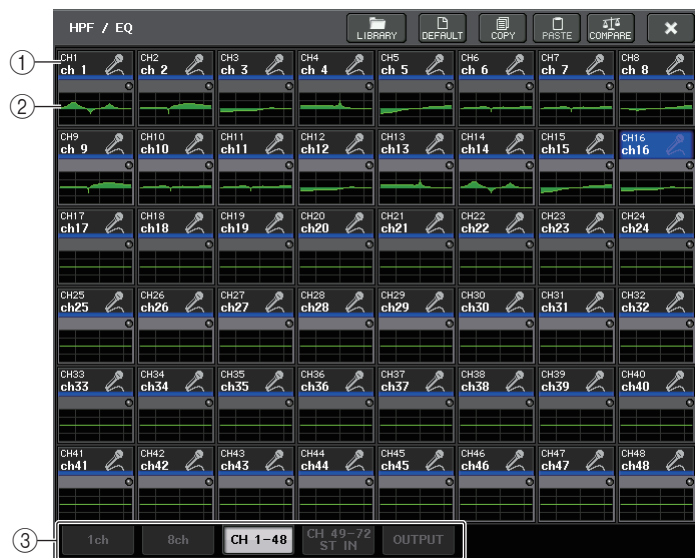 HPF / EQ LIBRARY DEFAULT COPY PASTE COMPARE
① CH1 CH2 CH3 CH4 CH5 CH6 CH7 CH8
ch 1 ch 2 ch 3 ch 4 ch 5 ch 6 ch 7 ch 8
②
CH9 CH10 CH11 CH12 CH13 CH14 CH15 CH16
ch 9 ch10 ch11 ch12 ch13 ch14 ch15 ch16
CH17 CH18 CH19 CH20 CH21 CH22 CH23 CH24
ch17 ch18 ch19 ch20 ch21 ch22 ch23 ch24
CH25 CH26 CH27 CH28 CH29 CH30 CH31 CH32
ch25 ch26 ch27 ch28 ch29 ch30 ch31 ch32
CH33 CH34 CH35 CH36 CH37 CH38 CH39 CH40
ch33 ch34 ch35 ch36 ch37 ch38 ch39 ch40
CH41 CH42 CH43 CH44 CH45 CH46 CH47 CH48
ch41 ch42 ch43 ch44 ch45 ch46 ch47 ch48
③ 1ch 8ch CH 1-48 CH 49-72 OUTPUT
ST IN